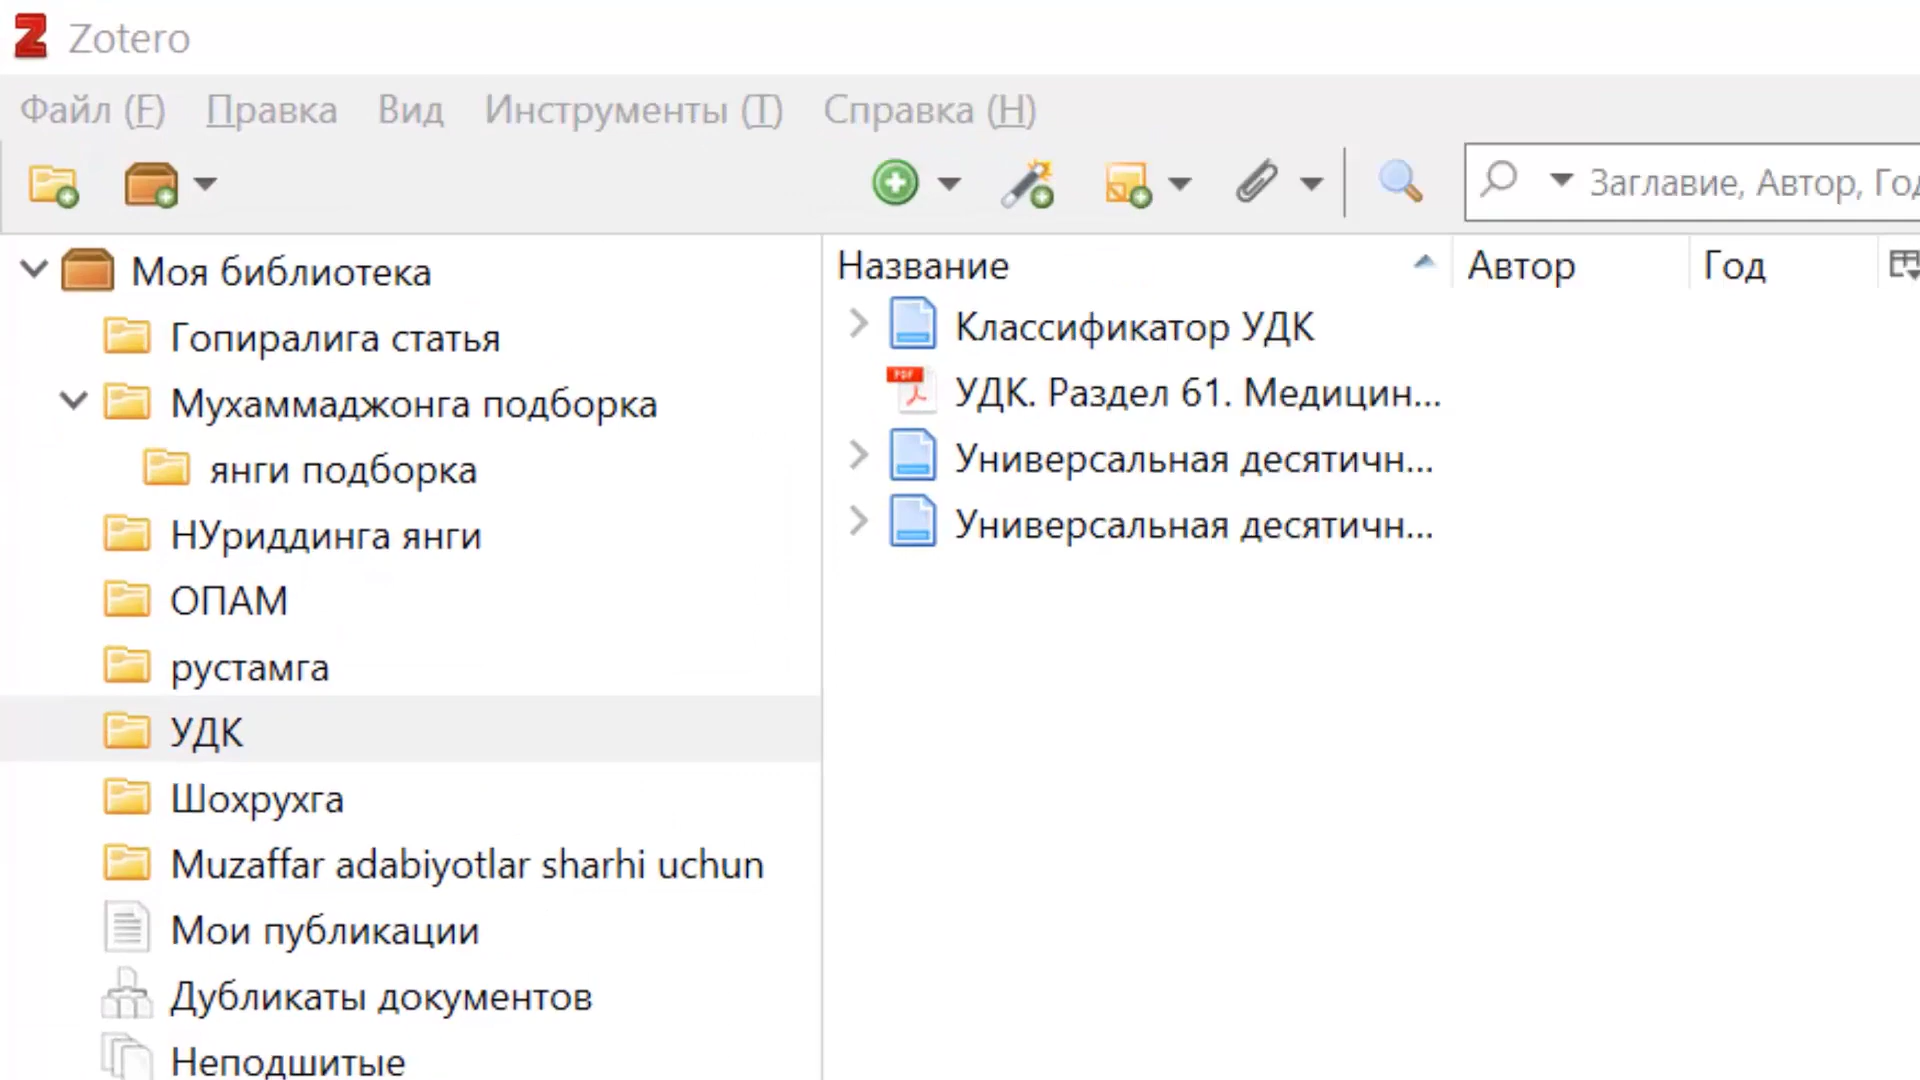 Zotero
Файл (F) Правка Вид Инструменты (T) Справка (H)
Заглавие, Автор,
Моя библиотека
Гопиралига статья
Мухаммаджонга подборка
янги подборка
НУриддинга янги
ОПАМ
рустамга
УДК
Шохрухга
Muzaffar adabiyotlar sharhi uchun
Мои публикации
Дубликаты документов
Неподшитые
Название Автор Год
Классификатор УДК
PDF УДК. Раздел 61. Медицин...
Универсальная десятичн...
Универсальная десятичн...